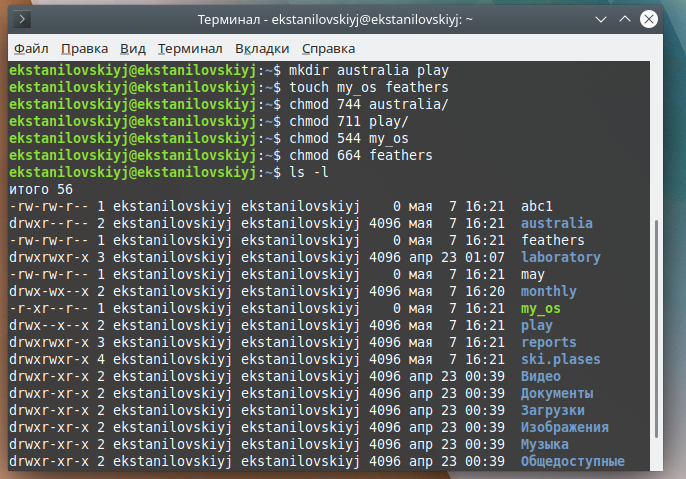 Терминал - ekstanilovskiyj@ekstanilovskiyj: ~
Файл Правка Вид Терминал Вкладки Справка
ekstanilovskiyj@ekstanilovskiyj:~$ mkdir australia play
ekstanilovskiyj@ekstanilovskiyj:~$ touch my_os feathers
ekstanilovskiyj@ekstanilovskiyj:~$ chmod 744 australia/
ekstanilovskiyj@ekstanilovskiyj:~$ chmod 711 play/
ekstanilovskiyj@ekstanilovskiyj:~$ chmod 544 my_os
ekstanilovskiyj@ekstanilovskiyj:~$ chmod 664 feathers
ekstanilovskiyj@ekstanilovskiyj:~$ ls -l
итого 56
-rw-rw-r-- 1 ekstanilovskiyj ekstanilovskiyj    0 мая  7 16:21  abc1
drwxr--r-- 2 ekstanilovskiyj ekstanilovskiyj 4096 мая  7 16:21  australia
-rw-rw-r-- 1 ekstanilovskiyj ekstanilovskiyj    0 мая  7 16:21  feathers
drwxrwxr-x 3 ekstanilovskiyj ekstanilovskiyj 4096 апр 23 01:07  laboratory
-rw-rw-r-- 1 ekstanilovskiyj ekstanilovskiyj    0 мая  7 16:21  may
drwx-wx--x 2 ekstanilovskiyj ekstanilovskiyj 4096 мая  7 16:20  monthly
-r-xr--r-- 1 ekstanilovskiyj ekstanilovskiyj    0 мая  7 16:21  my_os
drwx--x--x 2 ekstanilovskiyj ekstanilovskiyj 4096 мая  7 16:21  play
drwxrwxr-x 3 ekstanilovskiyj ekstanilovskiyj 4096 мая  7 16:21  reports
drwxrwxr-x 4 ekstanilovskiyj ekstanilovskiyj 4096 мая  7 16:21  ski.plases
drwxr-xr-x 2 ekstanilovskiyj ekstanilovskiyj 4096 апр 23 00:39  Видео
drwxr-xr-x 2 ekstanilovskiyj ekstanilovskiyj 4096 апр 23 00:39  Документы
drwxr-xr-x 2 ekstanilovskiyj ekstanilovskiyj 4096 апр 23 00:39  Загрузки
drwxr-xr-x 2 ekstanilovskiyj ekstanilovskiyj 4096 апр 23 00:39  Изображения
drwxr-xr-x 2 ekstanilovskiyj ekstanilovskiyj 4096 апр 23 00:39  Музыка
drwxr-xr-x 2 ekstanilovskiyj ekstanilovskiyj 4096 апр 23 00:39  Общедоступные